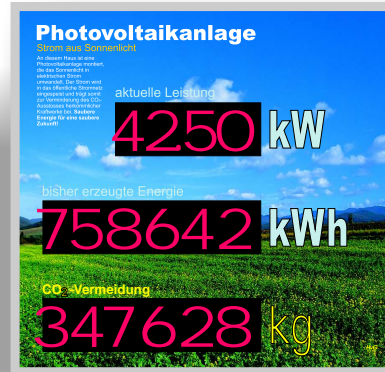 Photovoltaikanlage
Strom aus Sonnenlicht
An diesem Haus ist eine
Photovoltaikanlage montiert,
die das Sonnenlicht in
elektrischen Strom
umwandelt. Der Strom wird
in das öffentliche Stromnetz
eingespeist und trägt somit
zur Verminderung des CO₂-
Ausstosses herkömmlicher
Kraftwerke bei. Saubere
Energie für eine saubere
Zukunft!
aktuelle Leistung
4250 kW
bisher erzeugte Energie
758642 kWh
CO₂-Vermeidung
347628 kg